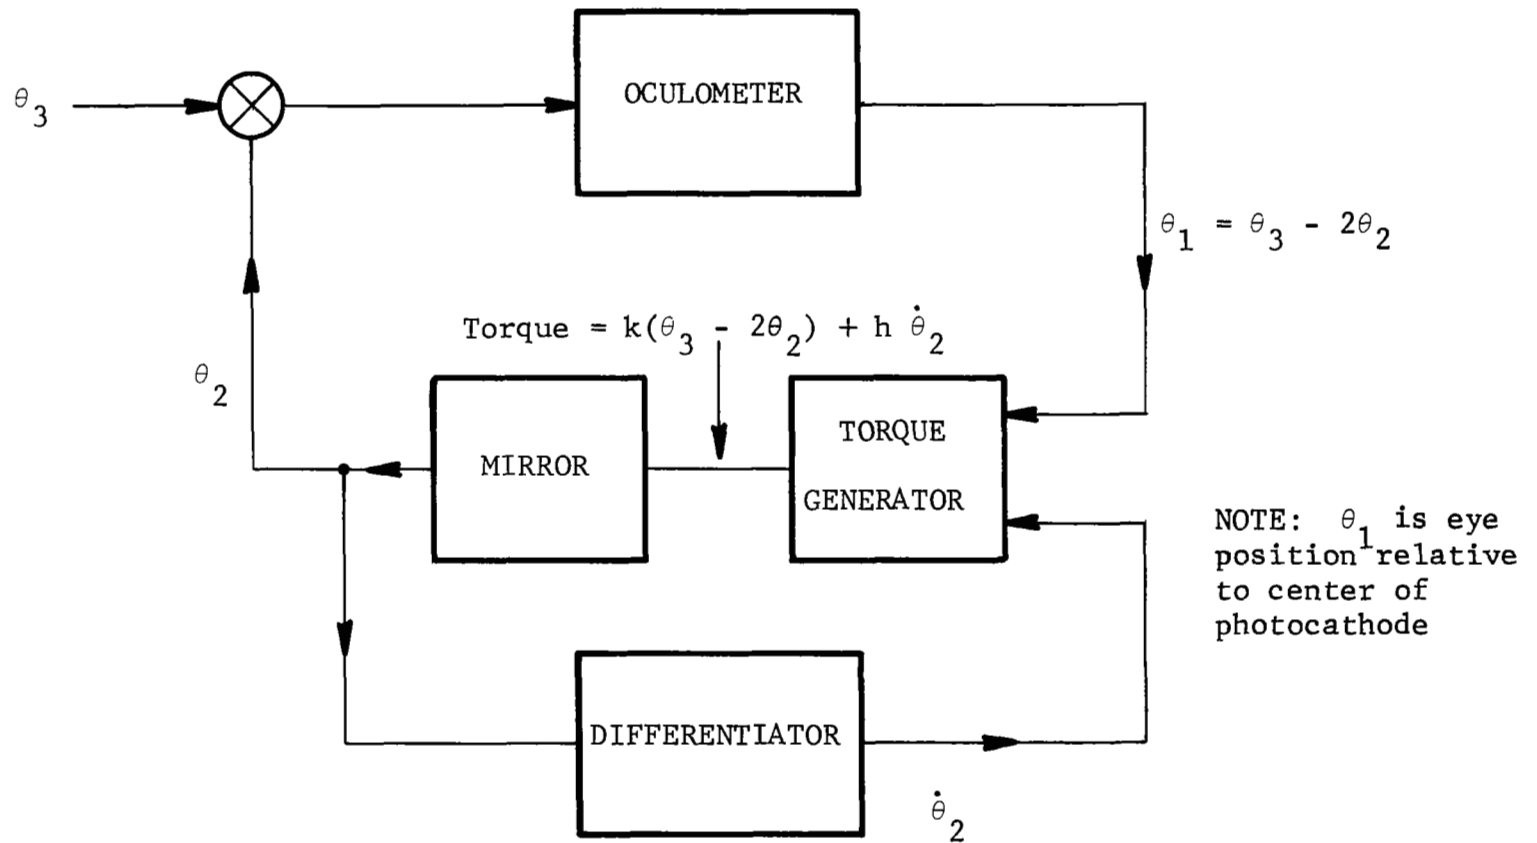 OCULOMETER
θ3
θ1 = θ3 - 2θ2
Torque = k(θ3 - 2θ2) + h θ̇2
θ2
TORQUE
GENERATOR
MIRROR
NOTE: θ1 is eye
position relative
to center of
photocathode
DIFFERENTIATOR
θ̇2